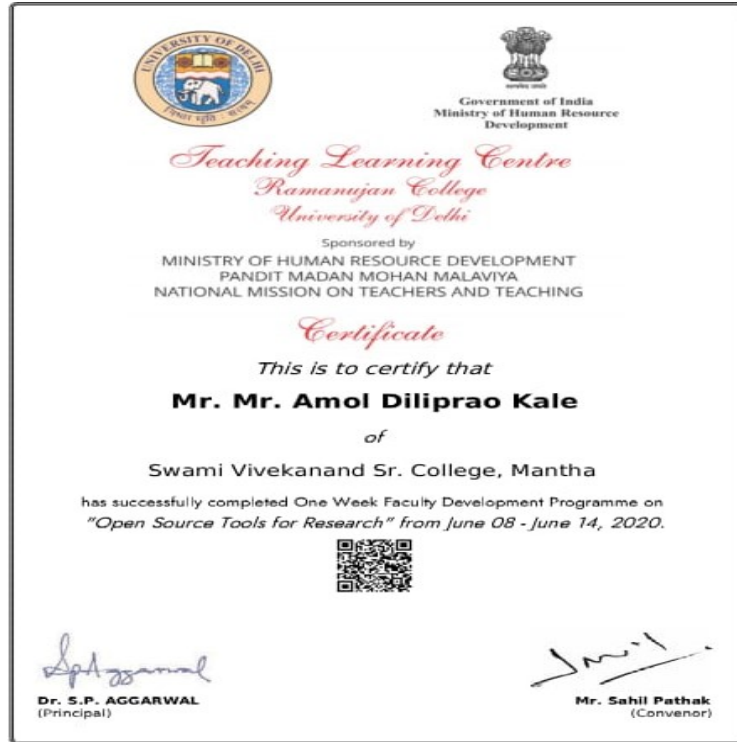 UNIVERSITY OF DELHI
Government of India
Ministry of Human Resource
Development
Teaching Learning Centre
Ramanujan College
University of Delhi
Sponsored by
MINISTRY OF HUMAN RESOURCE DEVELOPMENT
PANDIT MADAN MOHAN MALAVIYA
NATIONAL MISSION ON TEACHERS AND TEACHING
Certificate
This is to certify that
Mr. Mr. Amol Diliprao Kale
of
Swami Vivekanand Sr. College, Mantha
has successfully completed One Week Faculty Development Programme on
"Open Source Tools for Research" from June 08 - June 14, 2020.
Dr. S.P. AGGARWAL
(Principal)
Mr. Sahil Pathak
(Convenor)